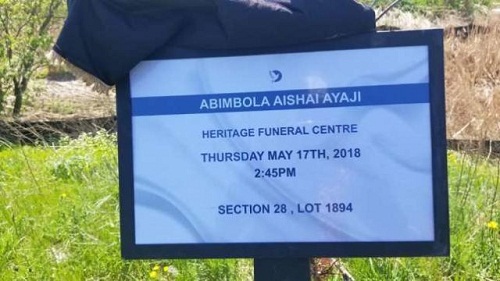 ABIMBOLA AISHAI AYAJI
HERITAGE FUNERAL CENTRE
THURSDAY MAY 17TH, 2018
2:45PM
SECTION 28 , LOT 1894